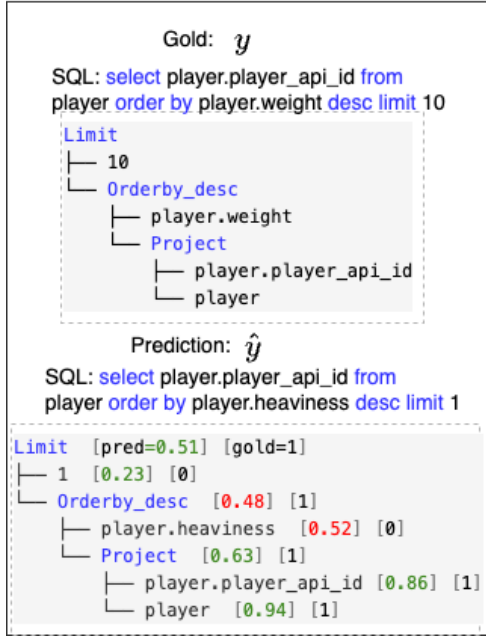 Gold: y
SQL: select player.player_api_id from
player order by player.weight desc limit 10
Limit
├── 10
└── Orderby_desc
    ├── player.weight
    └── Project
        ├── player.player_api_id
        └── player
Prediction: ŷ
SQL: select player.player_api_id from
player order by player.heaviness desc limit 1
Limit [pred=0.51] [gold=1]
├── 1 [0.23] [0]
└── Orderby_desc [0.48] [1]
    ├── player.heaviness [0.52] [0]
    └── Project [0.63] [1]
        ├── player.player_api_id [0.86] [1]
        └── player [0.94] [1]